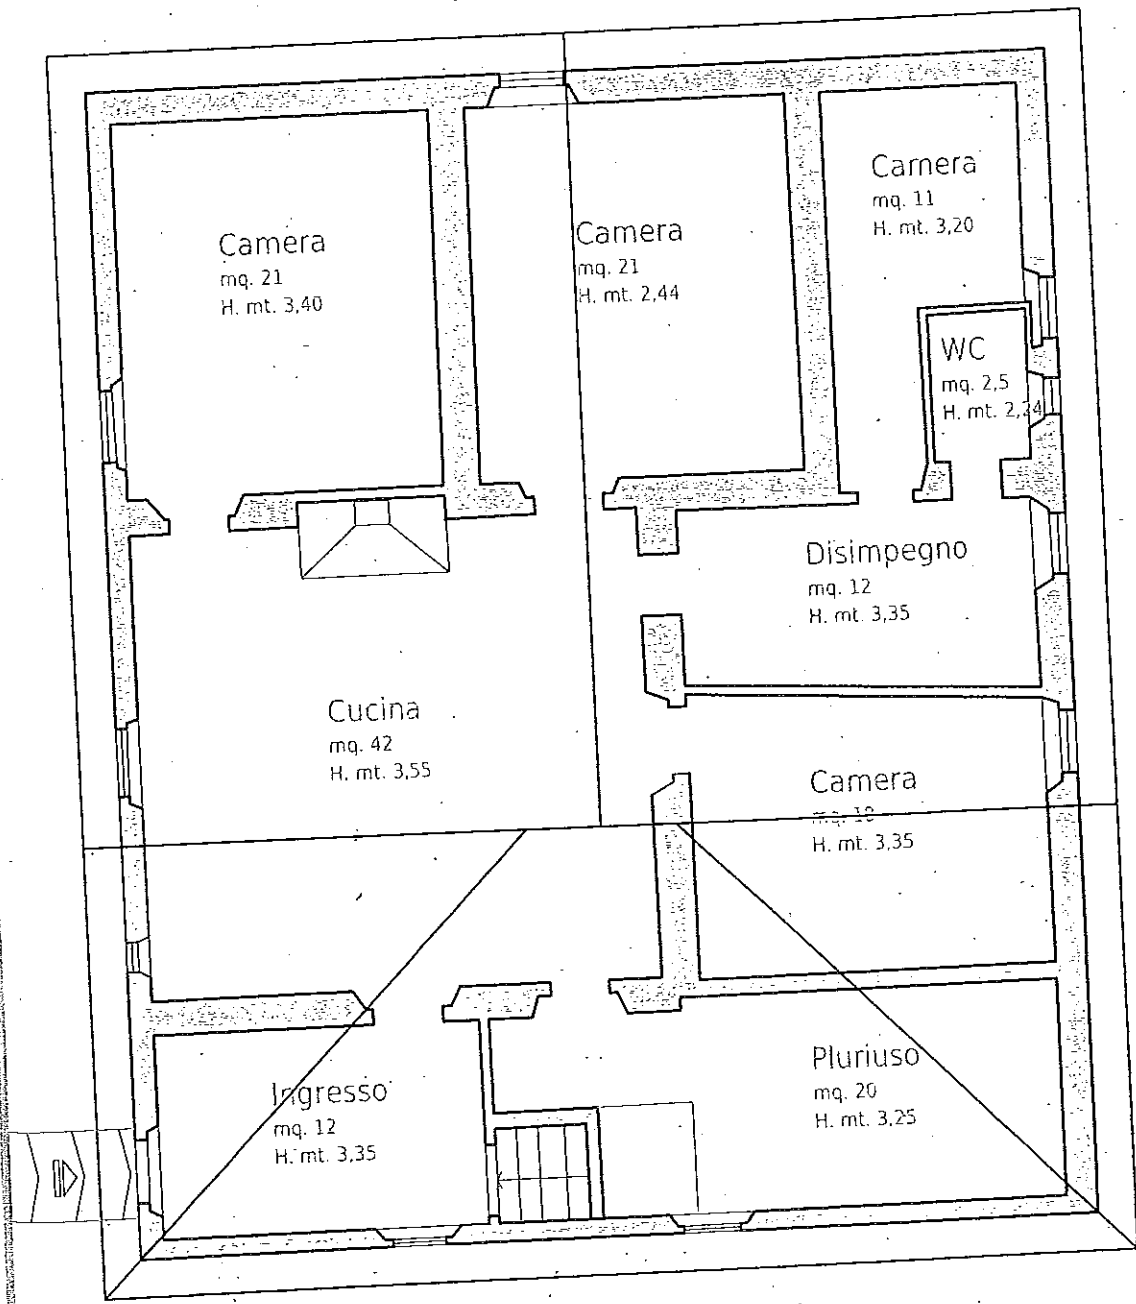 Camera
mq. 21
H. mt. 3,40
Camera
mq. 21
H. mt. 2,44
Camera
mq. 11
H. mt. 3,20
WC
mq. 2,5
H. mt. 2,24
Disimpegno
mq. 12
H. mt. 3,35
Cucina
mq. 42
H. mt. 3,55
Camera
mq.
H. mt. 3,35
Ingresso
mq. 12
H. mt. 3,35
Pluriuso
mq. 20
H. mt. 3,25